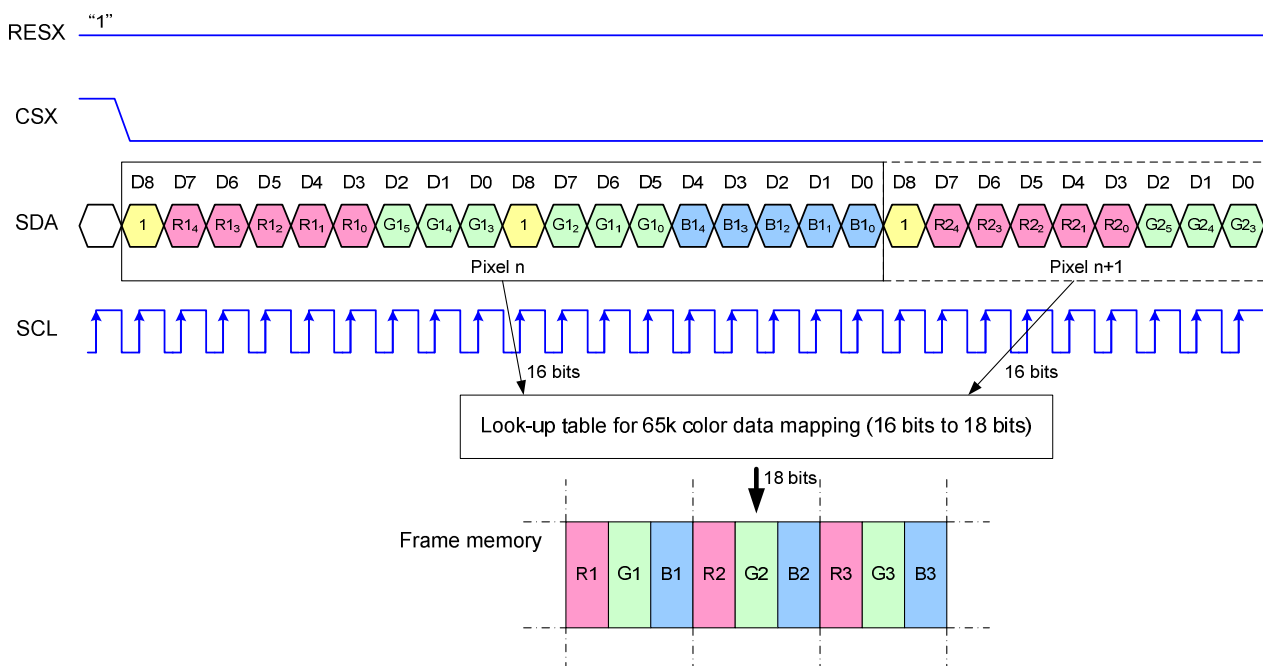 RESX “1”
CSX
D8 D7 D6 D5 D4 D3 D2 D1 D0 D8 D7 D6 D5 D4 D3 D2 D1 D0 D8 D7 D6 D5 D4 D3 D2 D1 D0
SDA 1 R1₄ R1₃ R1₂ R1₁ R1₀ G1₅ G1₄ G1₃ 1 G1₂ G1₁ G1₀ B1₄ B1₃ B1₂ B1₁ B1₀ 1 R2₄ R2₃ R2₂ R2₁ R2₀ G2₅ G2₄ G2₃
Pixel n Pixel n+1
SCL
16 bits 16 bits
Look-up table for 65k color data mapping (16 bits to 18 bits)
18 bits
Frame memory
R1 G1 B1 R2 G2 B2 R3 G3 B3